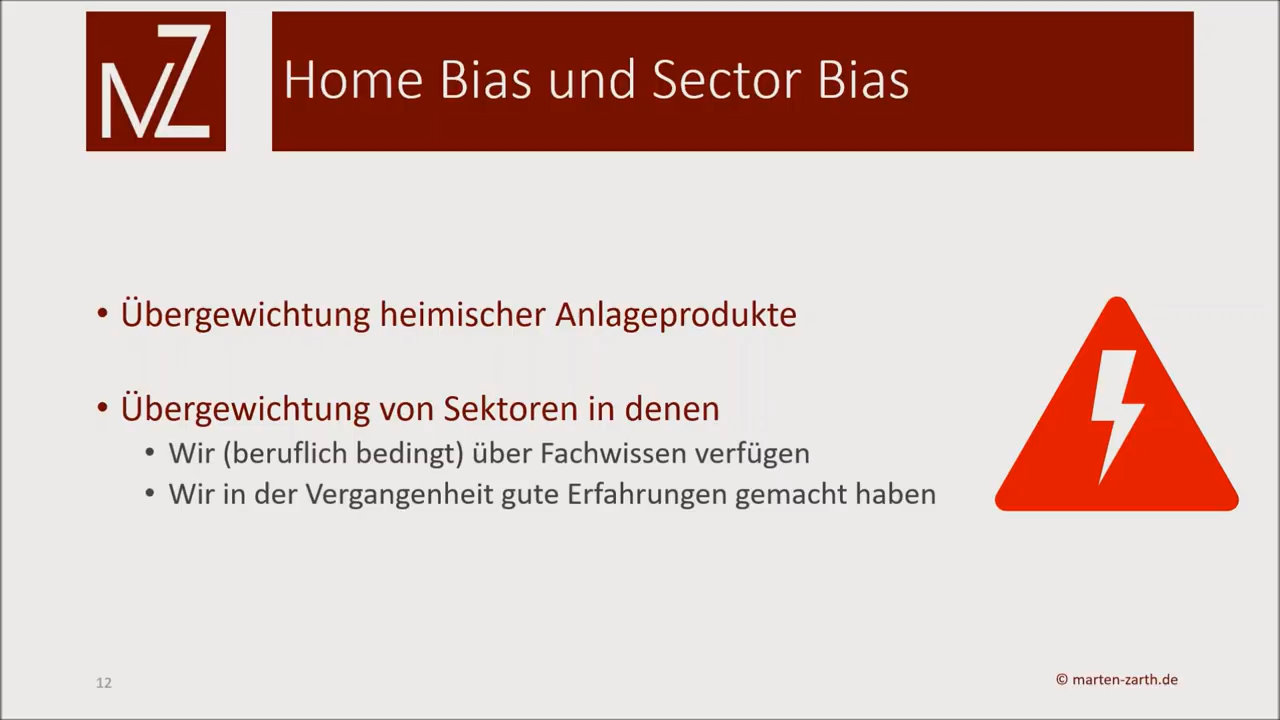 MZ
Home Bias und Sector Bias
• Übergewichtung heimischer Anlageprodukte
• Übergewichtung von Sektoren in denen
• Wir (beruflich bedingt) über Fachwissen verfügen
• Wir in der Vergangenheit gute Erfahrungen gemacht haben
12
© marten-zarth.de